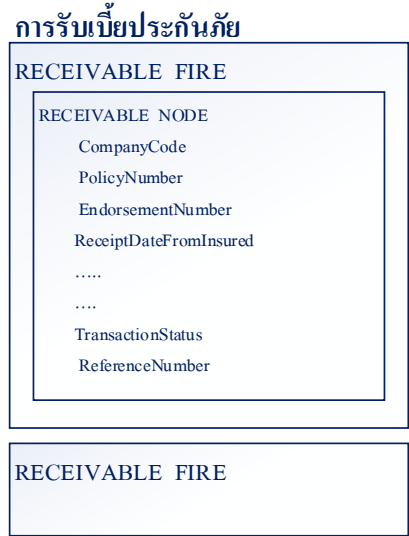 การรับเบี้ยประกันภัย
RECEIVABLE FIRE
RECEIVABLE NODE
CompanyCode
PolicyNumber
EndorsementNumber
ReceiptDateFromInsured
…..
….
TransactionStatus
ReferenceNumber
RECEIVABLE FIRE